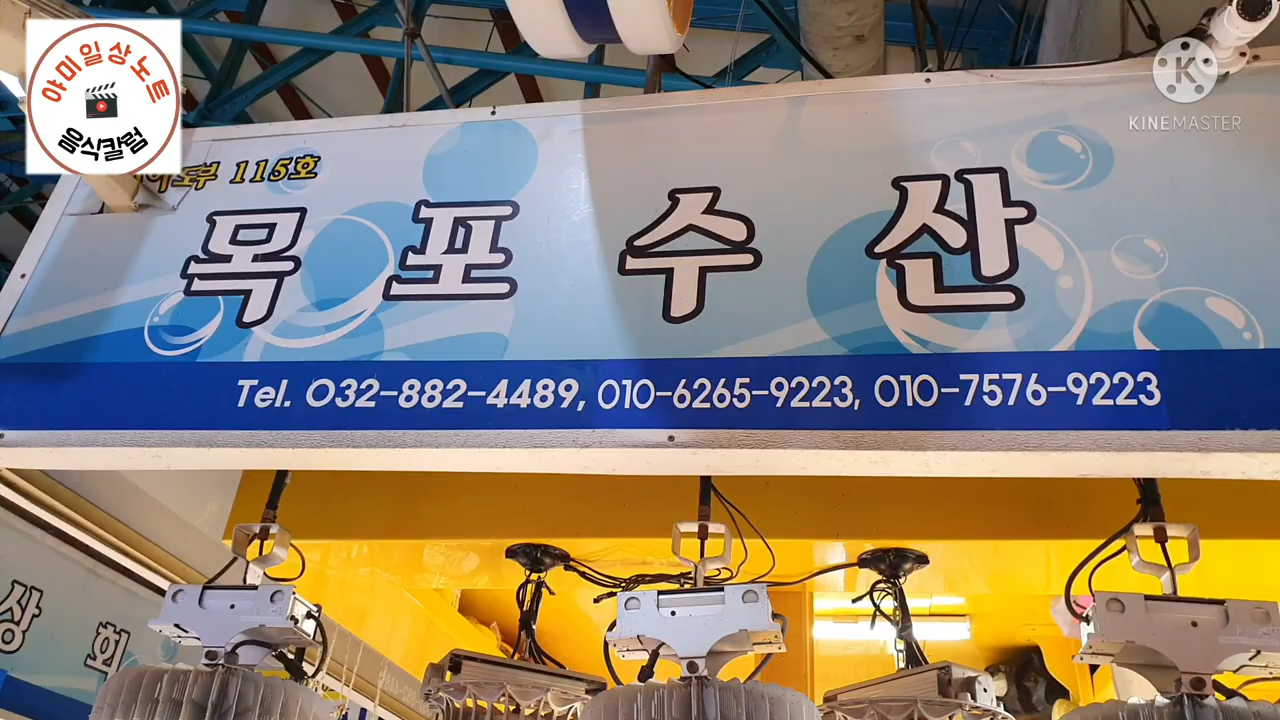 야미일상노트
음식칼럼
K
KINEMASTER
115호
목포수산
Tel. 032-882-4489, 010-6265-9223, 010-7576-9223
상회